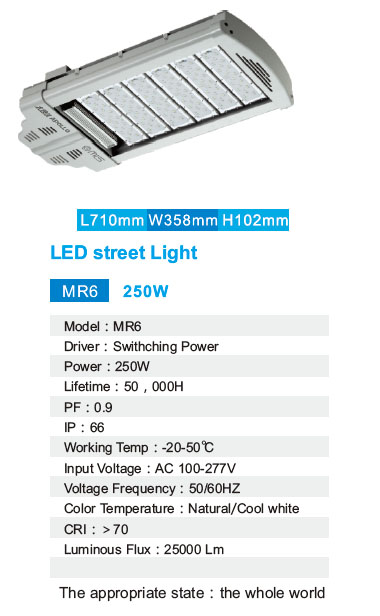 L710mm W358mm H102mm
LED street Light
MR6 250W
Model：MR6
Driver：Swithching Power
Power：250W
Lifetime：50，000H
PF：0.9
IP：66
Working Temp：-20-50℃
Input Voltage：AC 100-277V
Voltage Frequency：50/60HZ
Color Temperature：Natural/Cool white
CRI：＞70
Luminous Flux：25000 Lm
The appropriate state：the whole world